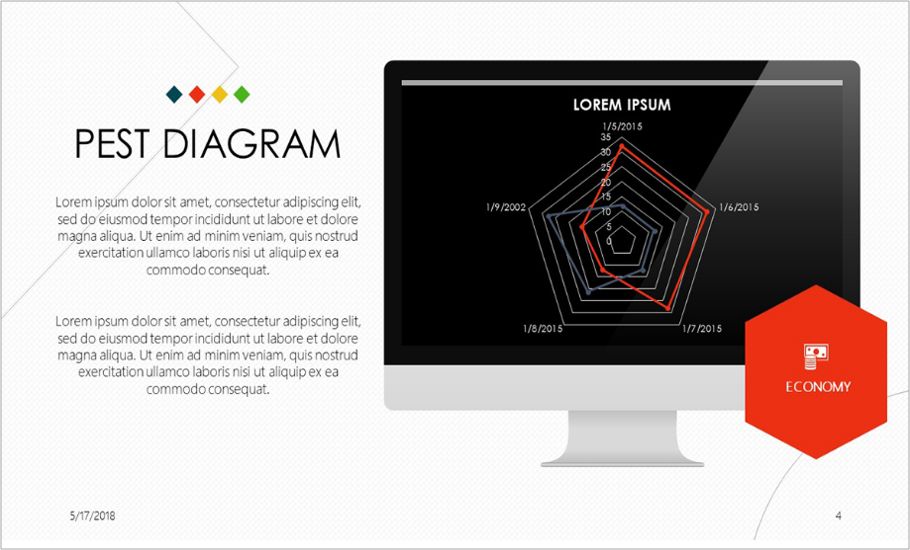 PEST DIAGRAM
Lorem ipsum dolor sit amet, consectetur adipiscing elit,
sed do eiusmod tempor incididunt ut labore et dolore
magna aliqua. Ut enim ad minim veniam, quis nostrud
exercitation ullamco laboris nisi ut aliquip ex ea
commodo consequat.
Lorem ipsum dolor sit amet, consectetur adipiscing elit,
sed do eiusmod tempor incididunt ut labore et dolore
magna aliqua. Ut enim ad minim veniam, quis nostrud
exercitation ullamco laboris nisi ut aliquip ex ea
commodo consequat.
LOREM IPSUM
1/5/2015
35
30
25
20
15
10
5
0
1/9/2002
1/6/2015
1/8/2015
1/7/2015
ECONOMY
5/17/2018
4